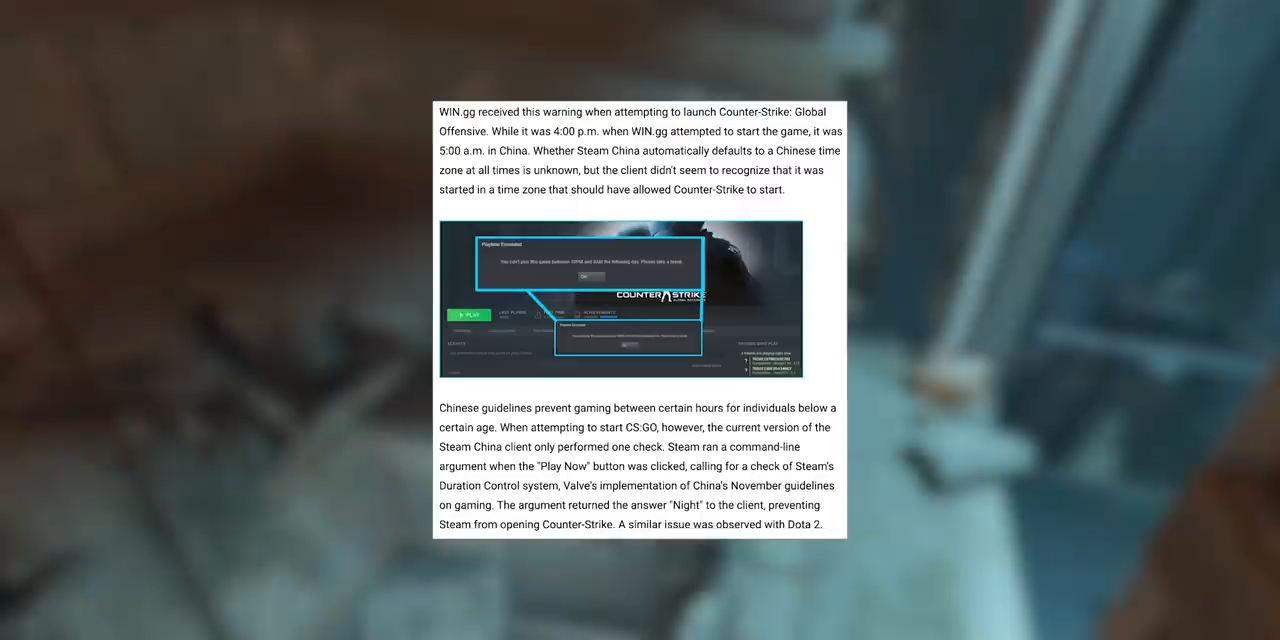 WIN.gg received this warning when attempting to launch Counter-Strike: Global
Offensive. While it was 4:00 p.m. when WIN.gg attempted to start the game, it was
5:00 a.m. in China. Whether Steam China automatically defaults to a Chinese time
zone at all times is unknown, but the client didn't seem to recognize that it was
started in a time zone that should have allowed Counter-Strike to start.
Playtime Exceeded
You can't play this game between 10PM and 8AM the following day. Please take a break.
COUNTER STRIKE
PLAY
LAST PLAYED
ACHIEVEMENTS
ACTIVITY
Chinese guidelines prevent gaming between certain hours for individuals below a
certain age. When attempting to start CS:GO, however, the current version of the
Steam China client only performed one check. Steam ran a command-line
argument when the "Play Now" button was clicked, calling for a check of Steam's
Duration Control system, Valve's implementation of China's November guidelines
on gaming. The argument returned the answer "Night" to the client, preventing
Steam from opening Counter-Strike. A similar issue was observed with Dota 2.